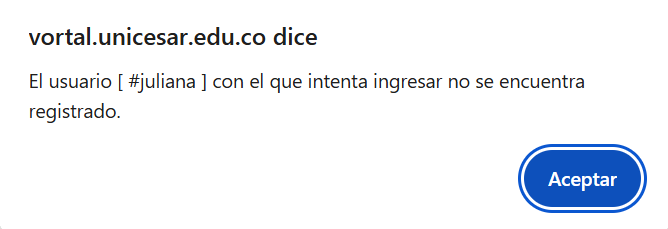 vortal.unicesar.edu.co dice
El usuario [ #juliana ] con el que intenta ingresar no se encuentra
registrado.
Aceptar